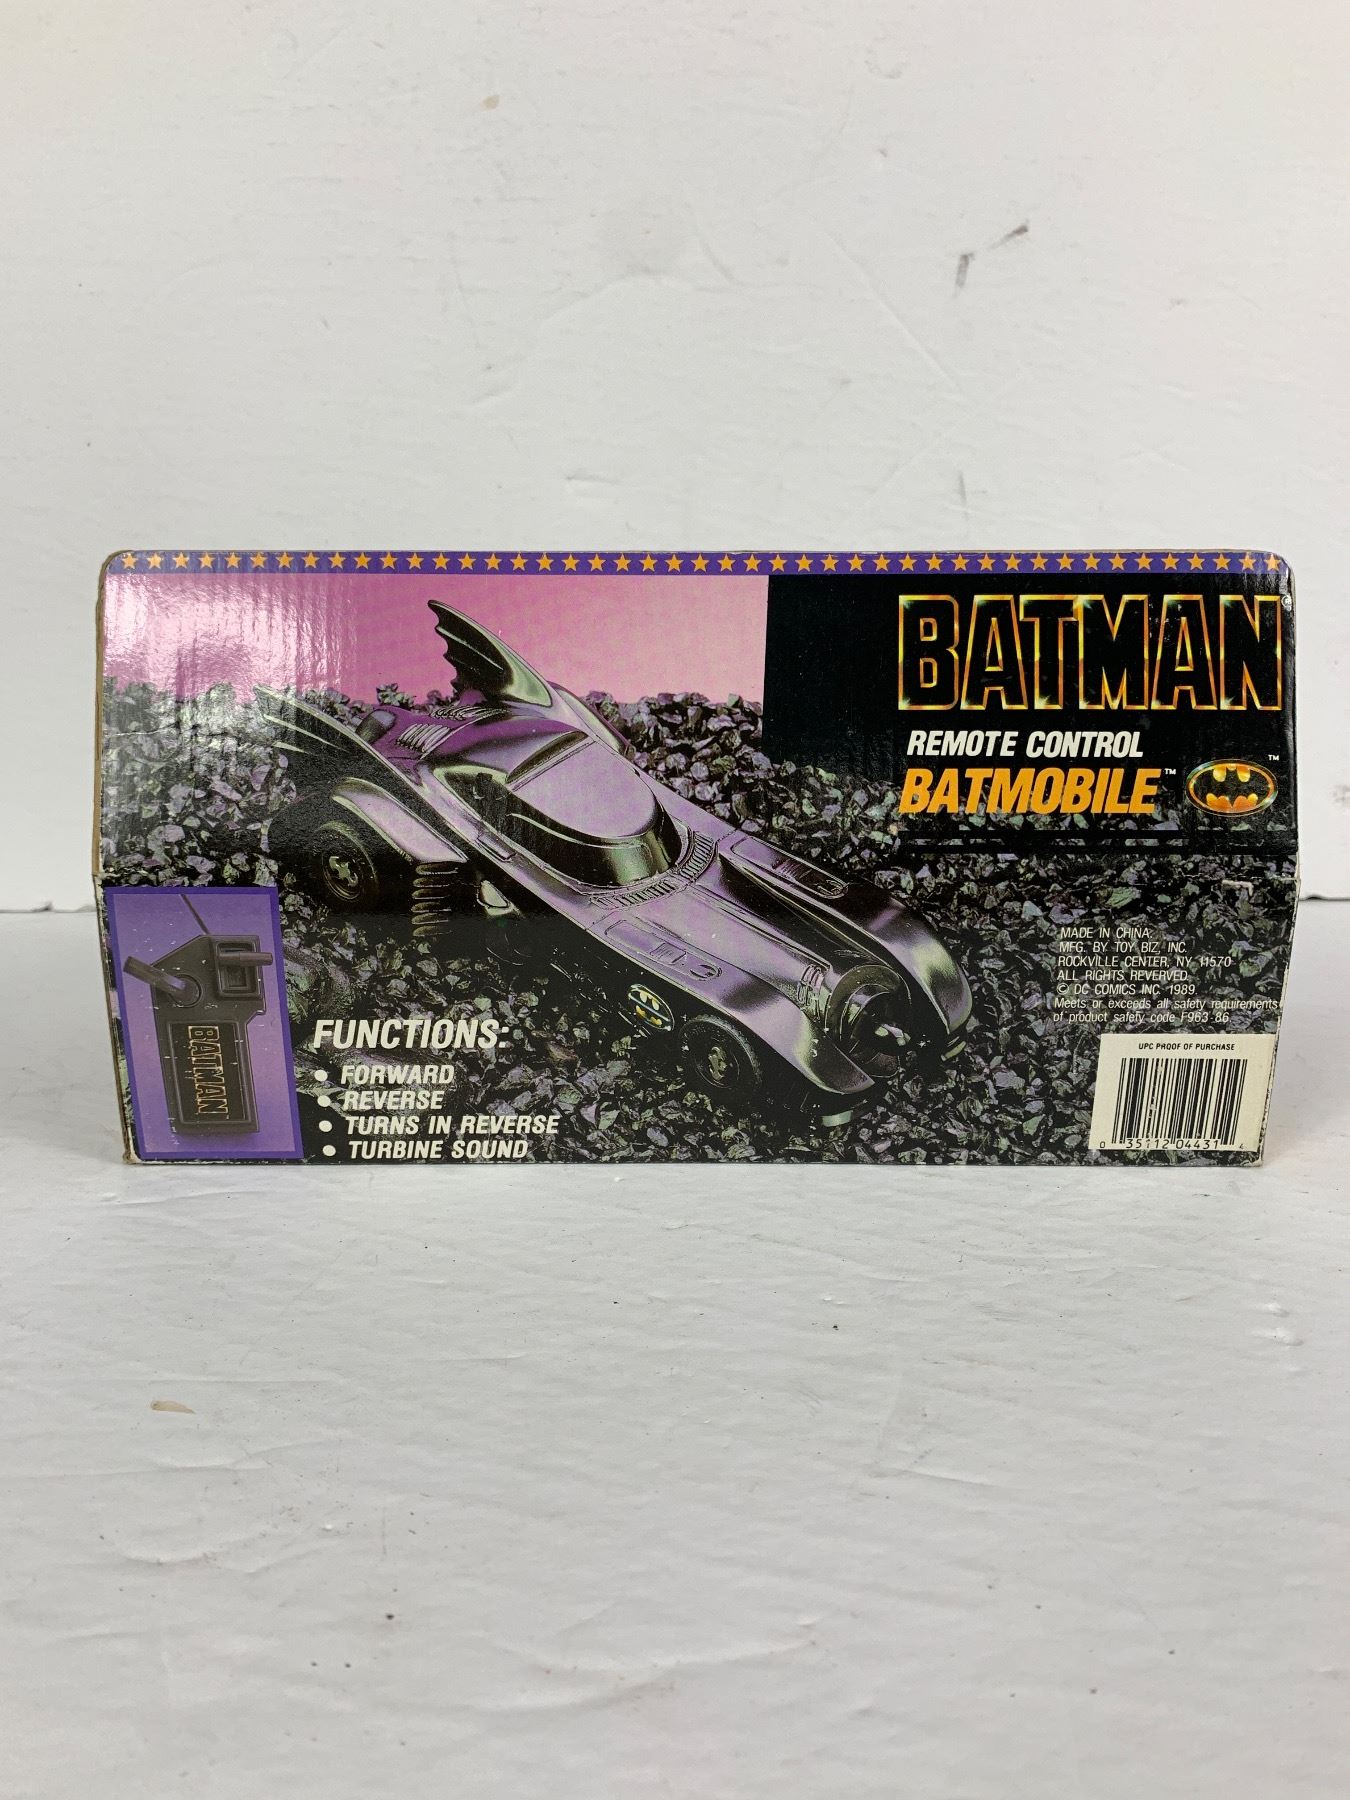 BATMAN
REMOTE CONTROL
BATMOBILE™
™
MADE IN CHINA.
MFG. BY TOY BIZ, INC.
ROCKVILLE CENTER, NY 11570
ALL RIGHTS REVERVED
© DC COMICS INC. 1989
Meets or exceeds all safety requirements
of product safety code F963-86
UPC PROOF OF PURCHASE
0 35112 04431 4
BATMAN
FUNCTIONS:
• FORWARD
• REVERSE
• TURNS IN REVERSE
• TURBINE SOUND